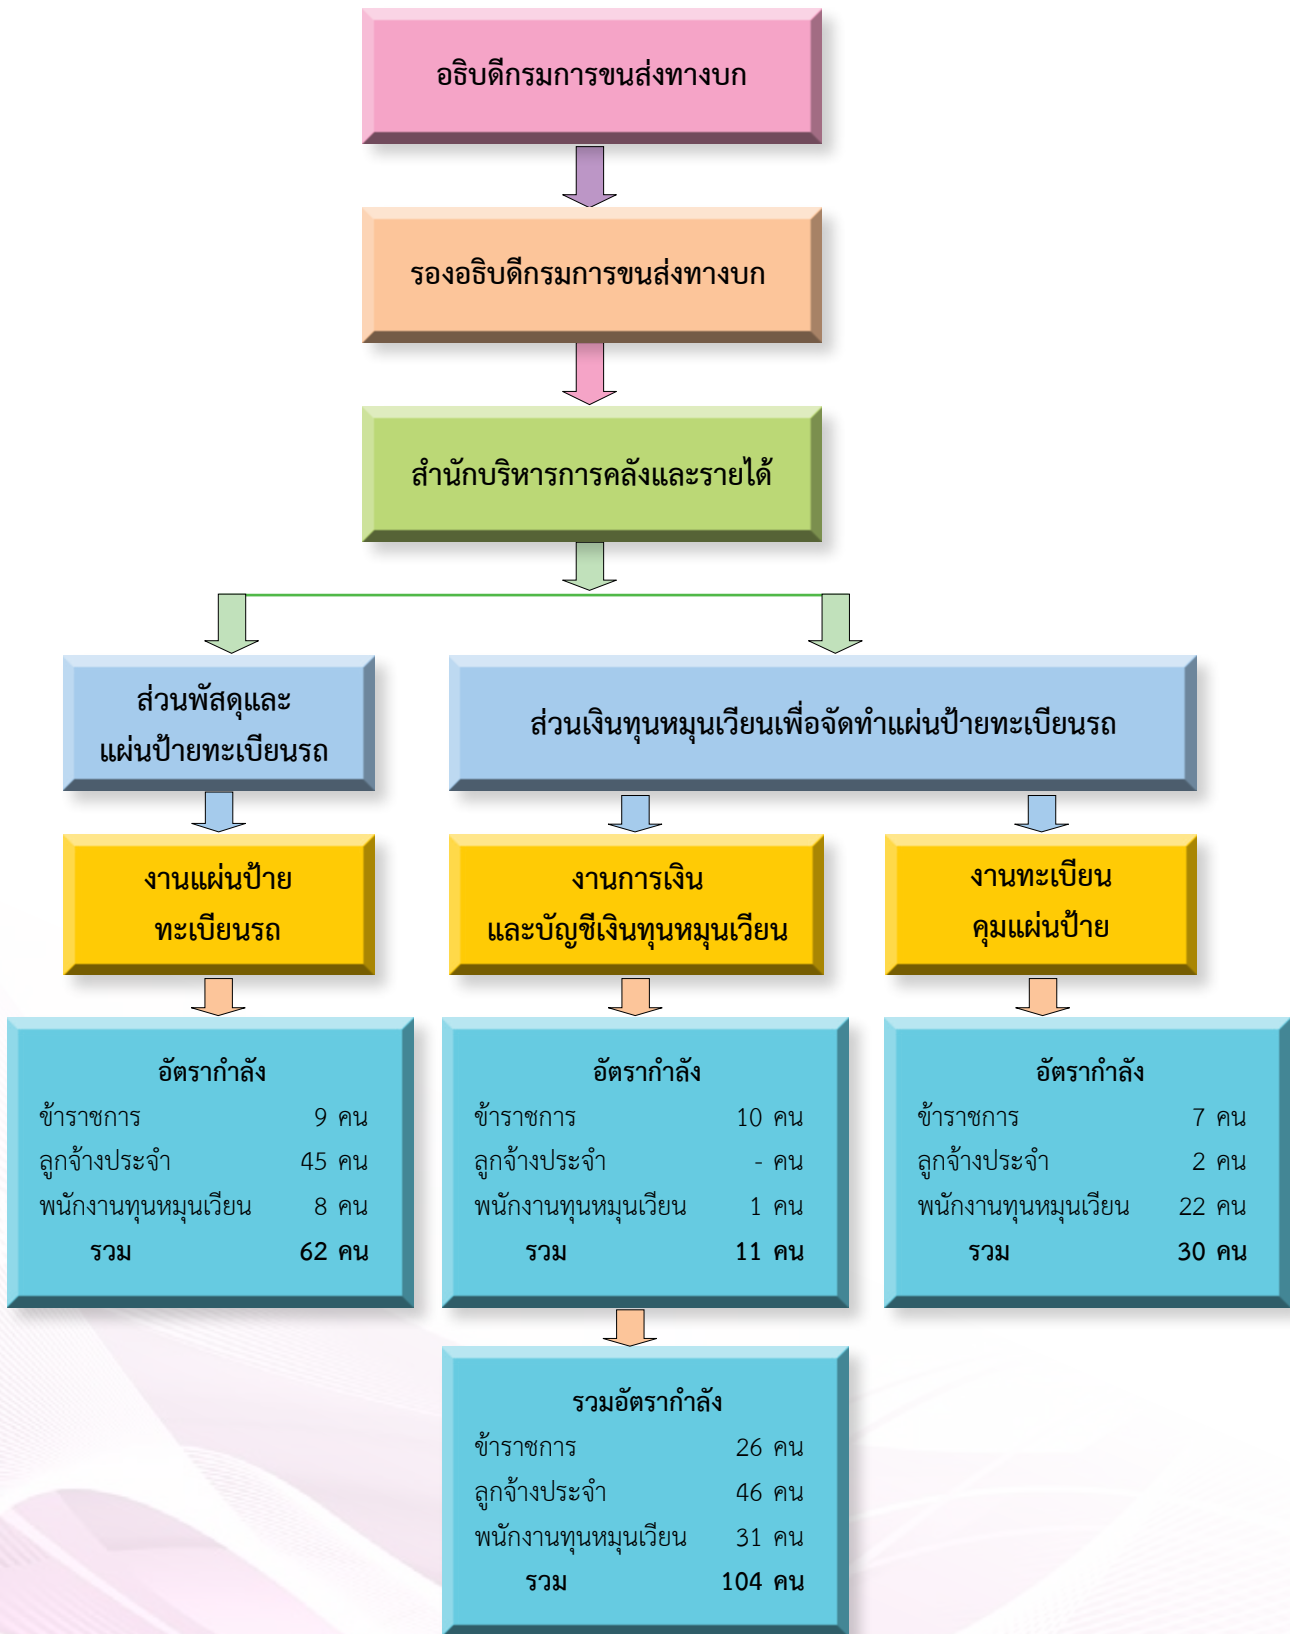 อธิบดีกรมการขนส่งทางบก
รองอธิบดีกรมการขนส่งทางบก
สำนักบริหารการคลังและรายได้
ส่วนพัสดุและ
แผ่นป้ายทะเบียนรถ
ส่วนเงินทุนหมุนเวียนเพื่อจัดทำแผ่นป้ายทะเบียนรถ
งานแผ่นป้าย
ทะเบียนรถ
งานการเงิน
และบัญชีเงินทุนหมุนเวียน
งานทะเบียน
คุมแผ่นป้าย
อัตรากำลัง
ข้าราชการ 9 คน
ลูกจ้างประจำ 45 คน
พนักงานทุนหมุนเวียน 8 คน
รวม 62 คน
อัตรากำลัง
ข้าราชการ 10 คน
ลูกจ้างประจำ - คน
พนักงานทุนหมุนเวียน 1 คน
รวม 11 คน
อัตรากำลัง
ข้าราชการ 7 คน
ลูกจ้างประจำ 2 คน
พนักงานทุนหมุนเวียน 22 คน
รวม 30 คน
รวมอัตรากำลัง
ข้าราชการ 26 คน
ลูกจ้างประจำ 46 คน
พนักงานทุนหมุนเวียน 31 คน
รวม 104 คน